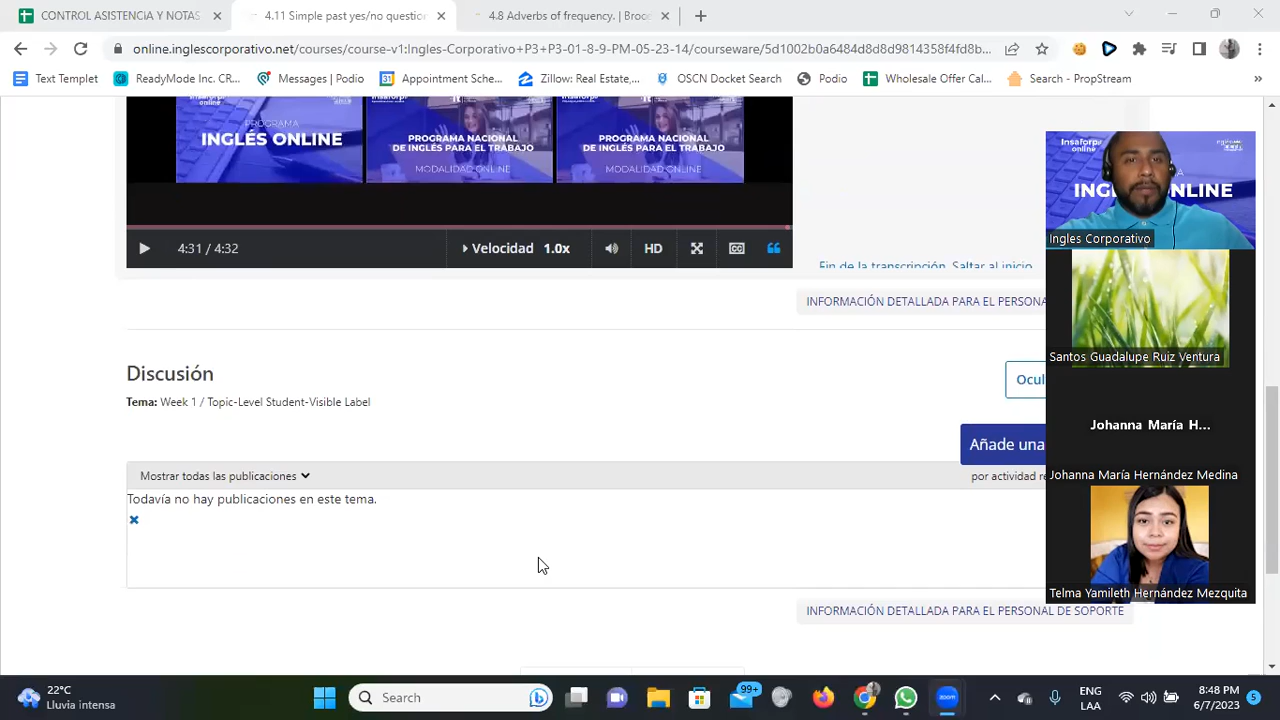 CONTROL ASISTENCIA Y NOTAS
4.11 Simple past yes/no question
4.8 Adverbs of frequency. | Broc
online.inglescorporativo.net/courses/course-v1:Ingles-Corporativo+P3+P3-01-8-9-PM-05-23-14/courseware/5d1002b0a6484d8d8d9814358f4fd8b...
Text Templet
ReadyMode Inc. CR...
Messages | Podio
Appointment Sche...
Zillow: Real Estate,...
OSCN Docket Search
Podio
Wholesale Offer Cal...
Search - PropStream
PROGRAMA
INGLÉS ONLINE
PROGRAMA NACIONAL
DE INGLÉS PARA EL TRABAJO
MODALIDAD ONLINE
PROGRAMA NACIONAL
DE INGLÉS PARA EL TRABAJO
MODALIDAD ONLINE
4:31 / 4:32
Velocidad 1.0x
HD
Fin de la transcripción. Saltar al inicio
INFORMACIÓN DETALLADA PARA EL PERSONA
Discusión
Ocul
Tema: Week 1 / Topic-Level Student-Visible Label
Añade una
Mostrar todas las publicaciones
por actividad re
Todavía no hay publicaciones en este tema.
INFORMACIÓN DETALLADA PARA EL PERSONAL DE SOPORTE
Ingles Corporativo
Santos Guadalupe Ruiz Ventura
Johanna María H...
Johanna María Hernández Medina
Telma Yamileth Hernández Mezquita
22°C
Lluvia intensa
Search
99+
ENG
LAA
8:48 PM
6/7/2023
5